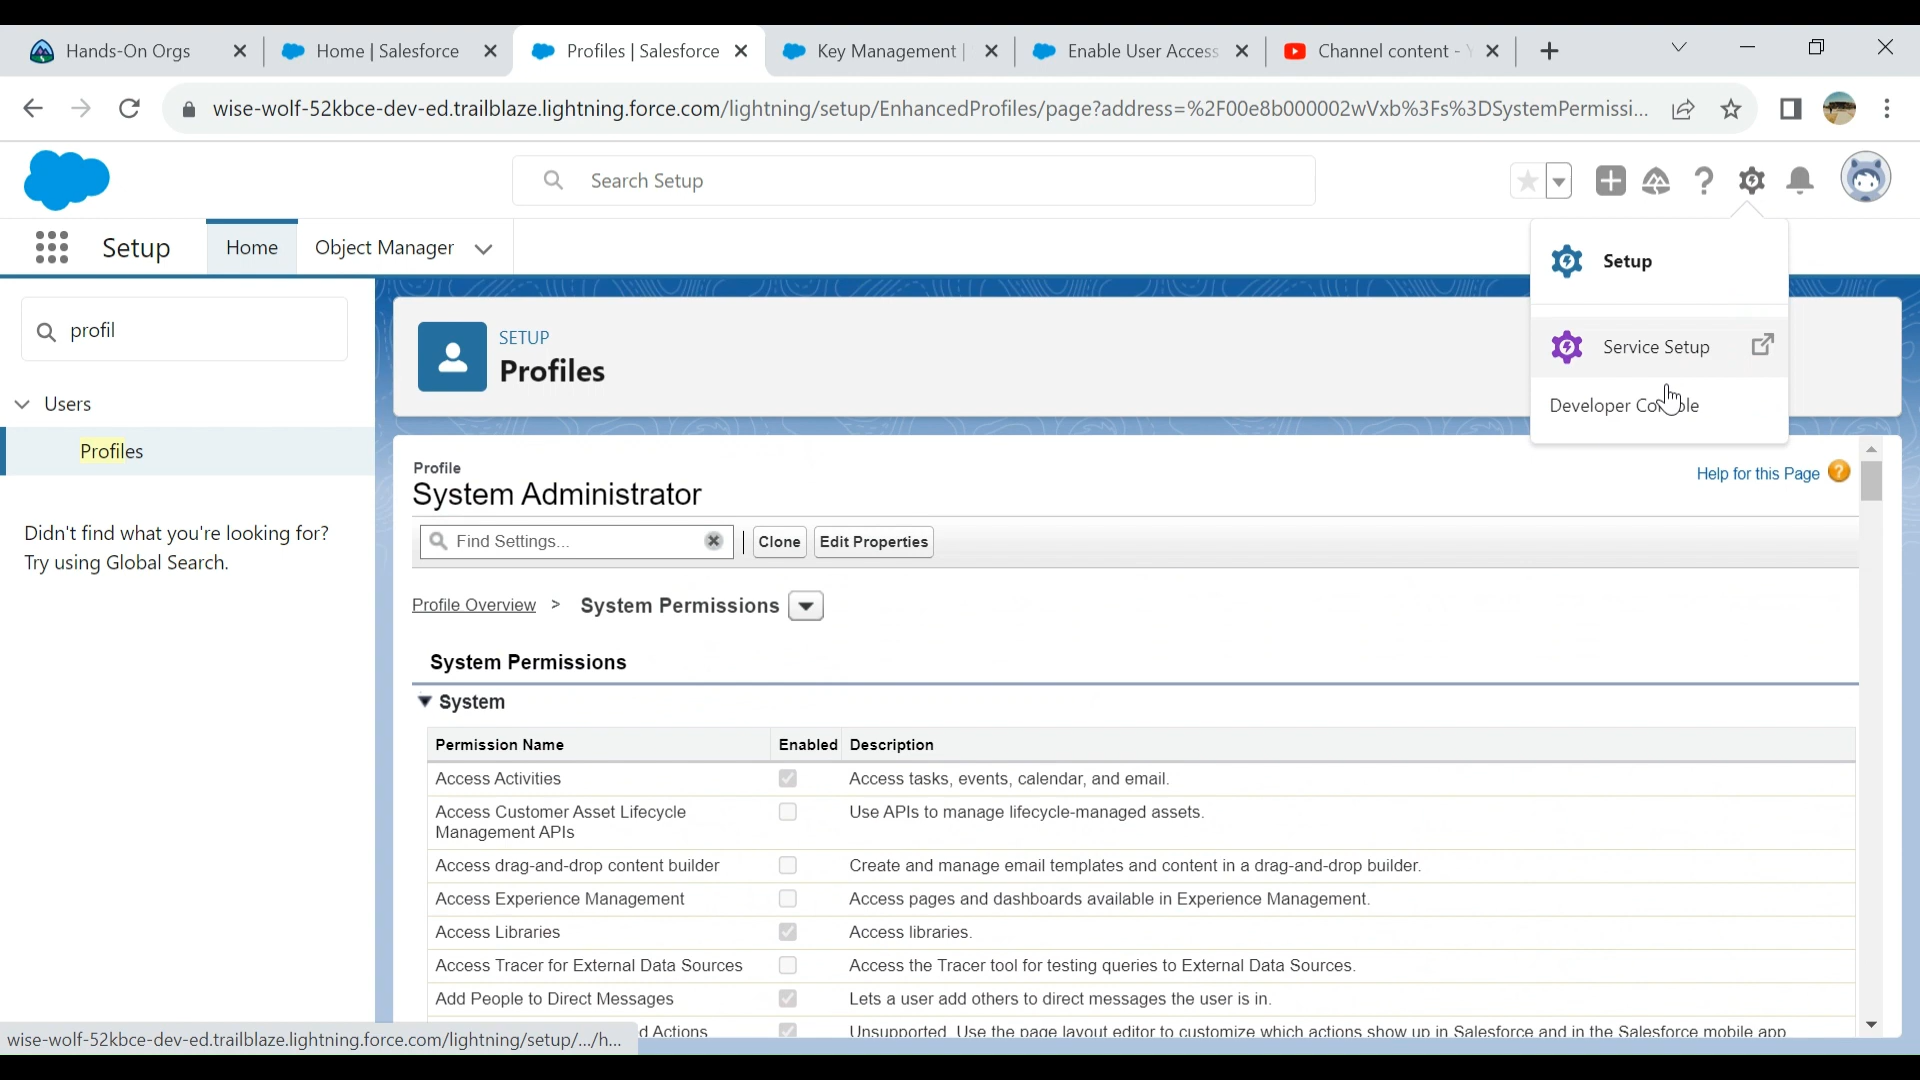 Hands-On Orgs
Home | Salesforce
Profiles | Salesforce
Key Management |
Enable User Access
Channel content - Y
wise-wolf-52kbce-dev-ed.trailblaze.lightning.force.com/lightning/setup/EnhancedProfiles/page?address=%2F00e8b000002wVxb%3Fs%3DSystemPermissi...
Search Setup
Setup
Home
Object Manager
Setup
Service Setup
Developer Console
profil
Users
Profiles
Didn't find what you're looking for?
Try using Global Search.
SETUP
Profiles
Profile
System Administrator
Help for this Page ?
Find Settings...
Clone
Edit Properties
Profile Overview > System Permissions
System Permissions
System
Permission Name Enabled Description
Access Activities Access tasks, events, calendar, and email.
Access Customer Asset Lifecycle Use APIs to manage lifecycle-managed assets.
Management APIs
Access drag-and-drop content builder Create and manage email templates and content in a drag-and-drop builder.
Access Experience Management Access pages and dashboards available in Experience Management.
Access Libraries Access libraries.
Access Tracer for External Data Sources Access the Tracer tool for testing queries to External Data Sources.
Add People to Direct Messages Lets a user add others to direct messages the user is in.
d Actions Unsupported. Use the page layout editor to customize which actions show up in Salesforce and in the Salesforce mobile app
wise-wolf-52kbce-dev-ed.trailblaze.lightning.force.com/lightning/setup/.../h...